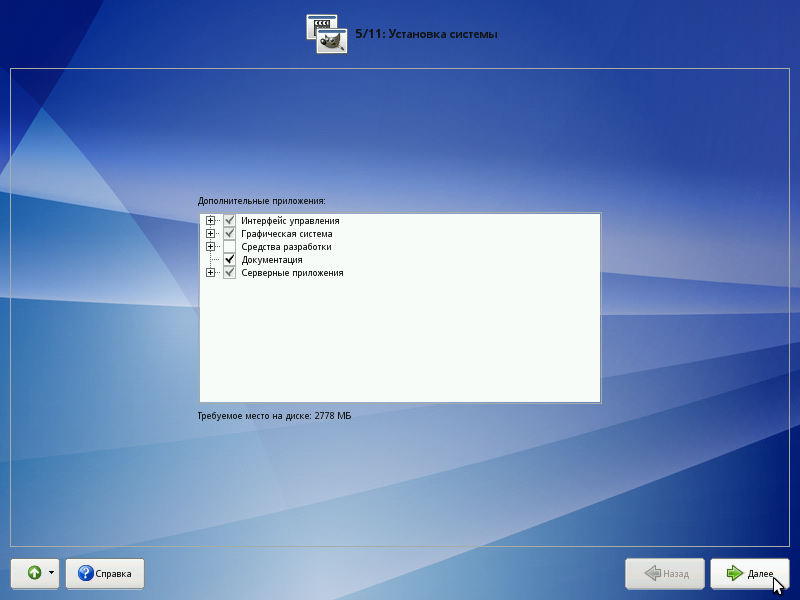 5/11: Установка системы
Дополнительные приложения:
Интерфейс управления
Графическая система
Средства разработки
Документация
Серверные приложения
Требуемое место на диске: 2778 МБ
Справка
Назад
Далее